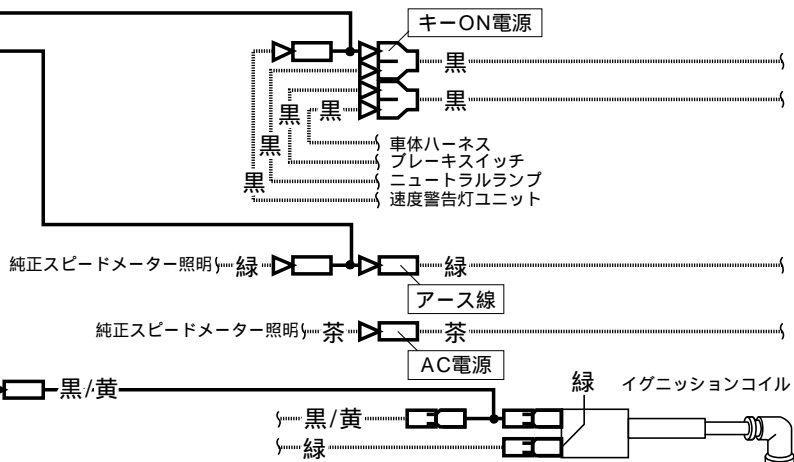 キーON電源
黒
黒
黒
黒
黒
黒
車体ハーネス
ブレーキスイッチ
ニュートラルランプ
速度警告灯ユニット
純正スピードメーター照明
緑
緑
アース線
純正スピードメーター照明
茶
茶
AC電源
黒/黄
緑
イグニッションコイル
黒/黄
緑